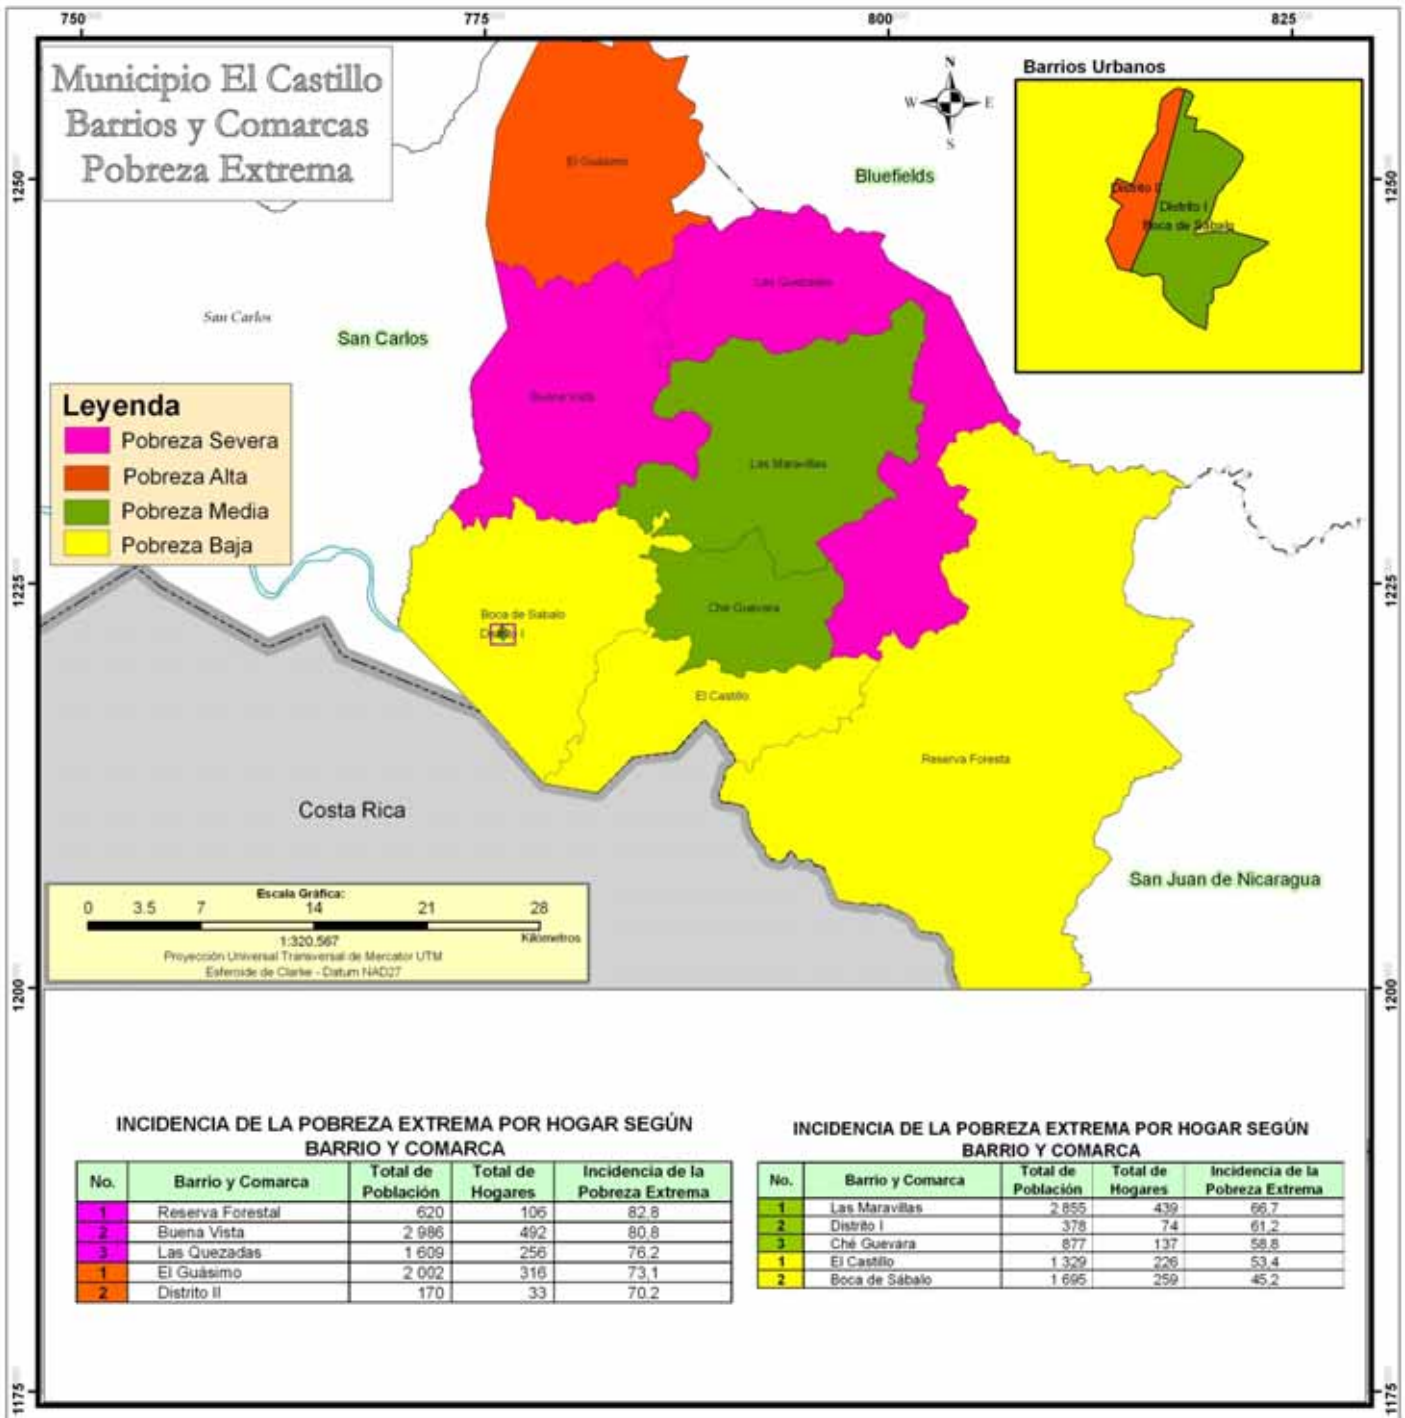 750 775 800 825
Municipio El Castillo
Barrios y Comarcas
Pobreza Extrema
N
W E
S
Barrios Urbanos
Distrito I
Boca de Sábalo
El Guásimo
Bluefields
1250 1250
Las Quezadas
San Carlos
San Carlos
Buena Vista
Leyenda
Pobreza Severa
Pobreza Alta
Pobreza Media
Pobreza Baja
Las Maravillas
1225 1225
Ché Guevara
Boca de Sabalo
El Castillo
Reserva Foresta
Costa Rica
San Juan de Nicaragua
Escala Gráfica:
0 3.5 7 14 21 28
1:320.567 Kilómetros
Proyección Universal Transversal de Mercator UTM
Esferoide de Clarke - Datum NAD27
1200 1200
INCIDENCIA DE LA POBREZA EXTREMA POR HOGAR SEGÚN
BARRIO Y COMARCA
No. Barrio y Comarca Total de Población Total de Hogares Incidencia de la Pobreza Extrema
1 Reserva Forestal 620 106 82,8
2 Buena Vista 2 986 492 80,8
3 Las Quezadas 1 609 256 76,2
1 El Guásimo 2 002 316 73,1
2 Distrito II 170 33 70,2
INCIDENCIA DE LA POBREZA EXTREMA POR HOGAR SEGÚN
BARRIO Y COMARCA
No. Barrio y Comarca Total de Población Total de Hogares Incidencia de la Pobreza Extrema
1 Las Maravillas 2 855 439 66,7
2 Distrito I 378 74 61,2
3 Ché Guevara 877 137 58,8
1 El Castillo 1 329 226 53,4
2 Boca de Sábalo 1 695 259 45,2
1175 1175